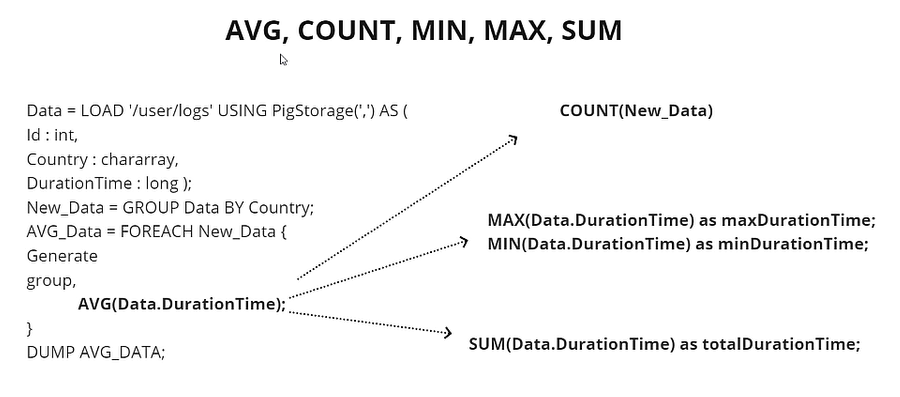 AVG, COUNT, MIN, MAX, SUM
Data = LOAD '/user/logs' USING PigStorage(',') AS (
Id : int,
Country : chararray,
DurationTime : long );
New_Data = GROUP Data BY Country;
AVG_Data = FOREACH New_Data {
Generate
group,
AVG(Data.DurationTime);
}
DUMP AVG_DATA;
COUNT(New_Data)
MAX(Data.DurationTime) as maxDurationTime;
MIN(Data.DurationTime) as minDurationTime;
SUM(Data.DurationTime) as totalDurationTime;